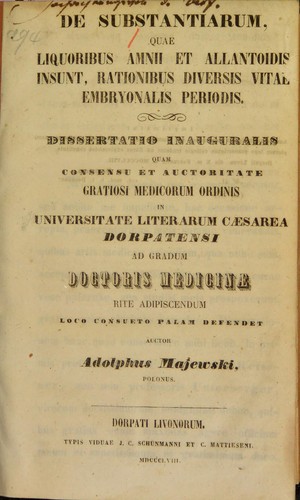 DE SUBSTANTIARUM,
QUAE
LIQUORIBUS AMNII ET ALLANTOIDIS
INSUNT, RATIONIBUS DIVERSIS VITAE
EMBRYONALIS PERIODIS.
DISSERTATIO INAUGURALIS
QUAM
CONSENSU ET AUCTORITATE
GRATIOSI MEDICORUM ORDINIS
IN
UNIVERSITATE LITERARUM CÆSAREA
DORPATENSI
AD GRADUM
DOCTORIS MEDICINÆ
RITE ADIPISCENDUM
LOCO CONSUETO PALAM DEFENDET
AUCTOR
Adolphus Majewski,
POLONUS.
DORPATI LIVONORUM.
TYPIS VIDUAE J. C. SCHUNMANNI ET C. MATTIESENI.
MDCCCLVIII.